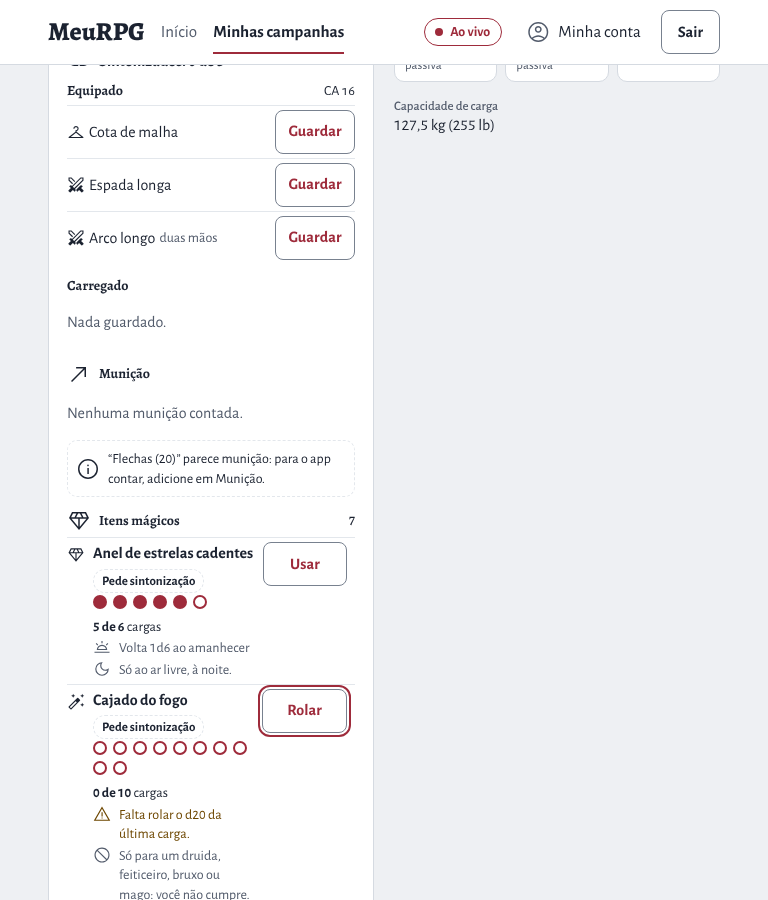 MeuRPG
Início
Minhas campanhas
Ao vivo
Minha conta
Sair
passiva
passiva
Equipado
CA 16
Capacidade de carga
127,5 kg (255 lb)
Cota de malha
Guardar
Espada longa
Guardar
Arco longo duas mãos
Guardar
Carregado
Nada guardado.
Munição
Nenhuma munição contada.
“Flechas (20)” parece munição: para o app
contar, adicione em Munição.
Itens mágicos
7
Anel de estrelas cadentes
Usar
Pede sintonização
5 de 6 cargas
Volta 1d6 ao amanhecer
Só ao ar livre, à noite.
Cajado do fogo
Rolar
Pede sintonização
0 de 10 cargas
Falta rolar o d20 da
última carga.
Só para um druida,
feiticeiro, bruxo ou
mago: você não cumpre.